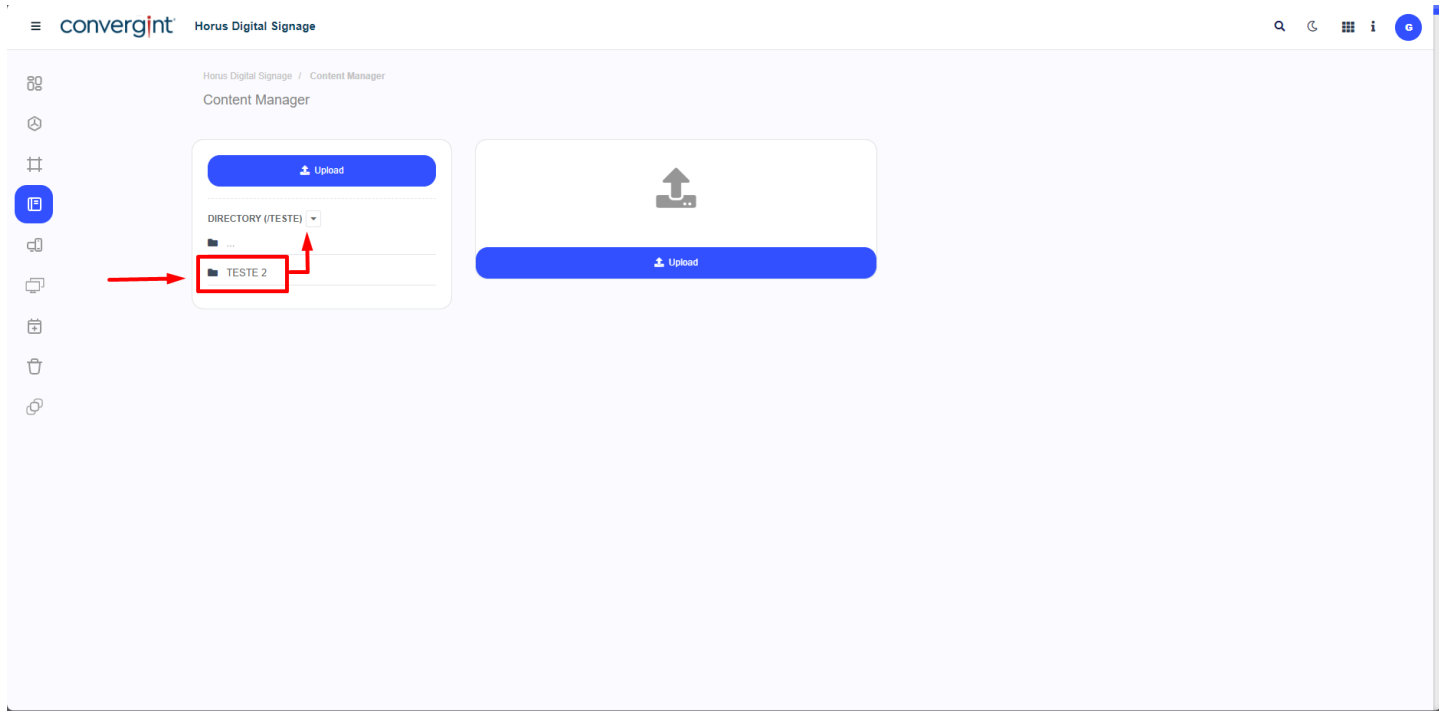 convergint Horus Digital Signage
G
Horus Digital Signage / Content Manager
Content Manager
Upload
DIRECTORY (/TESTE)
...
TESTE 2
Upload